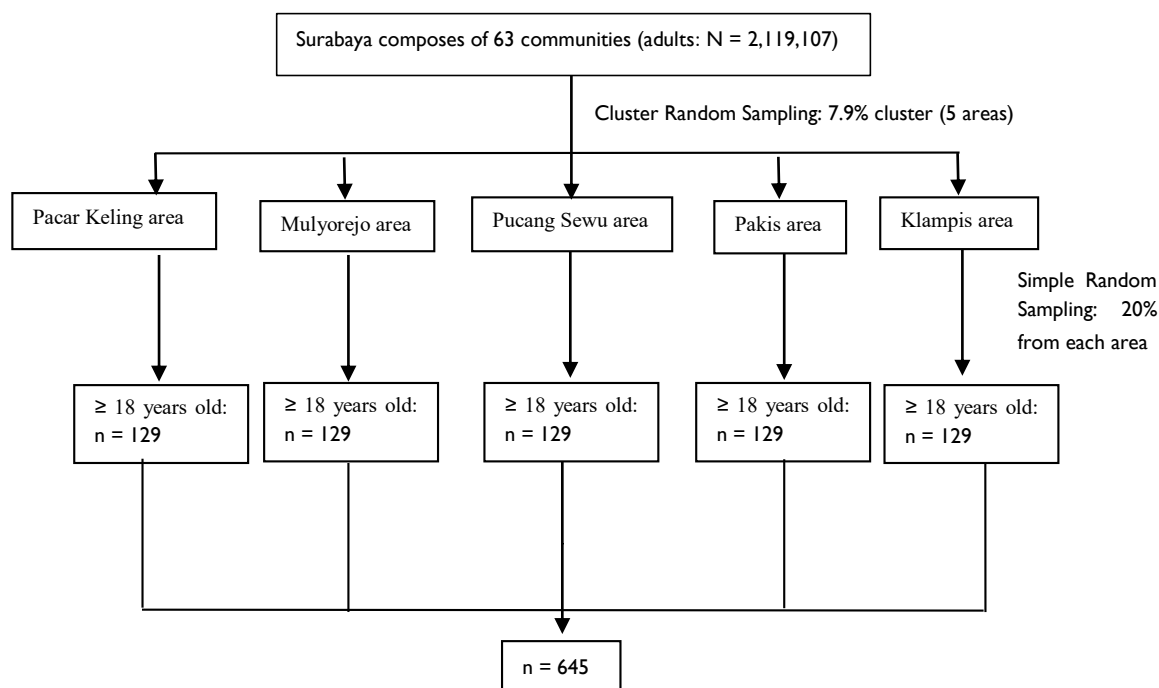 Surabaya composes of 63 communities (adults: N = 2,119,107)
Cluster Random Sampling: 7.9% cluster (5 areas)
Pacar Keling area
Mulyorejo area
Pucang Sewu area
Pakis area
Klampis area
Simple Random
Sampling: 20%
from each area
≥ 18 years old:
n = 129
≥ 18 years old:
n = 129
≥ 18 years old:
n = 129
≥ 18 years old:
n = 129
≥ 18 years old:
n = 129
n = 645